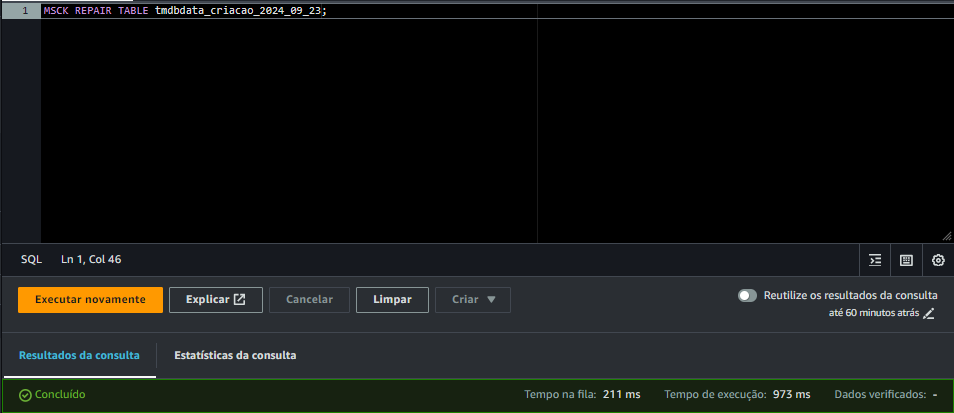 1 MSCK REPAIR TABLE tmdbdata_criacao_2024_09_23;
SQL Ln 1, Col 46
Executar novamente Explicar Cancelar Limpar Criar Reutilize os resultados da consulta
até 60 minutos atrás
Resultados da consulta Estatísticas da consulta
Concluído Tempo na fila: 211 ms Tempo de execução: 973 ms Dados verificados: -